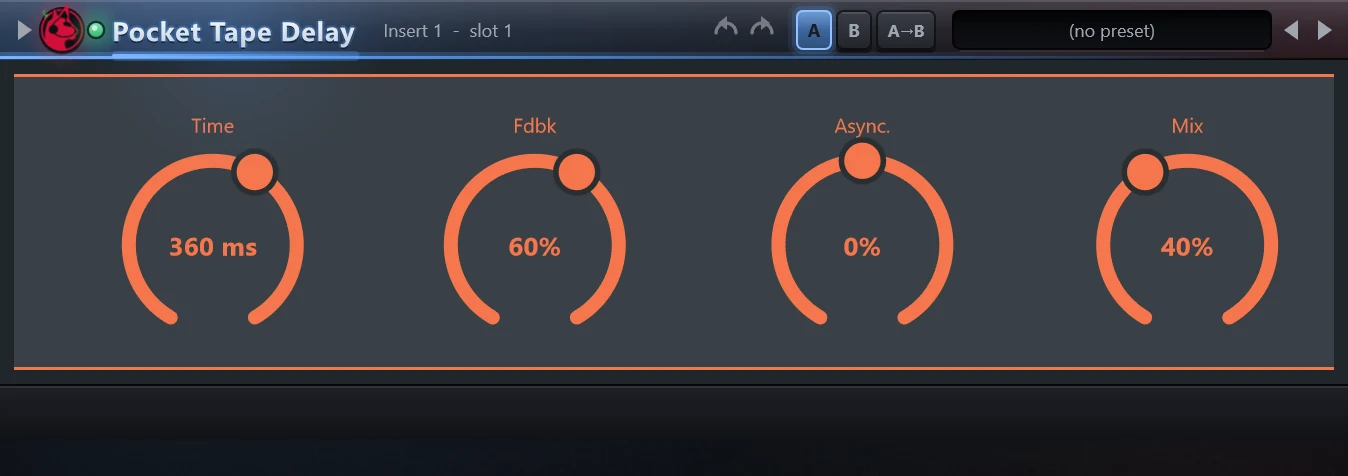 Pocket Tape Delay Insert 1 - slot 1 A B A→B (no preset)
Time Fdbk Async. Mix
360 ms 60% 0% 40%